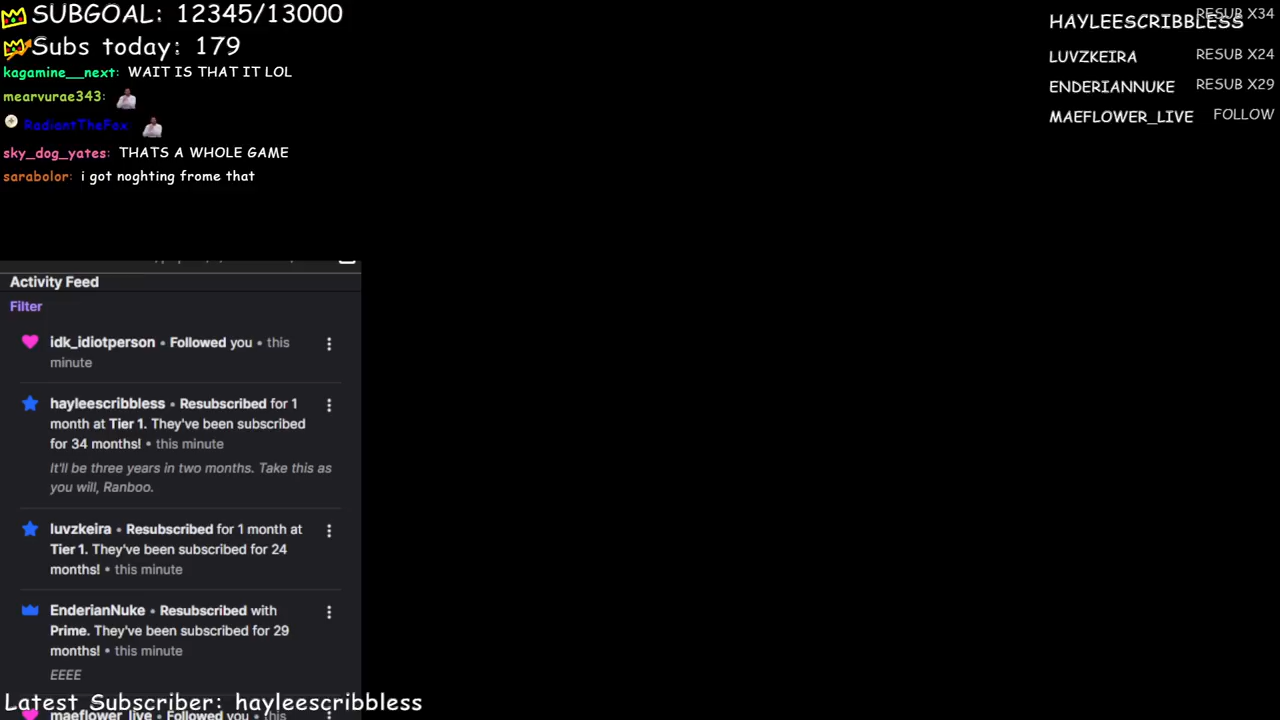 SUBGOAL: 12345/13000
Subs today: 179
kagamine__next: WAIT IS THAT IT LOL
mearvurae343:
RadiantTheFox:
sky_dog_yates: THATS A WHOLE GAME
sarabolor: i got noghting frome that
HAYLEESCRIBBLESS RESUB X34
LUVZKEIRA RESUB X24
ENDERIANNUKE RESUB X29
MAEFLOWER_LIVE FOLLOW
Activity Feed
Filter
idk_idiotperson • Followed you • this
minute
hayleescribbless • Resubscribed for 1
month at Tier 1. They've been subscribed
for 34 months! • this minute
It'll be three years in two months. Take this as
you will, Ranboo.
luvzkeira • Resubscribed for 1 month at
Tier 1. They've been subscribed for 24
months! • this minute
EnderianNuke • Resubscribed with
Prime. They've been subscribed for 29
months! • this minute
EEEE
Latest Subscriber: hayleescribbless
maeflower_live • Followed you • this